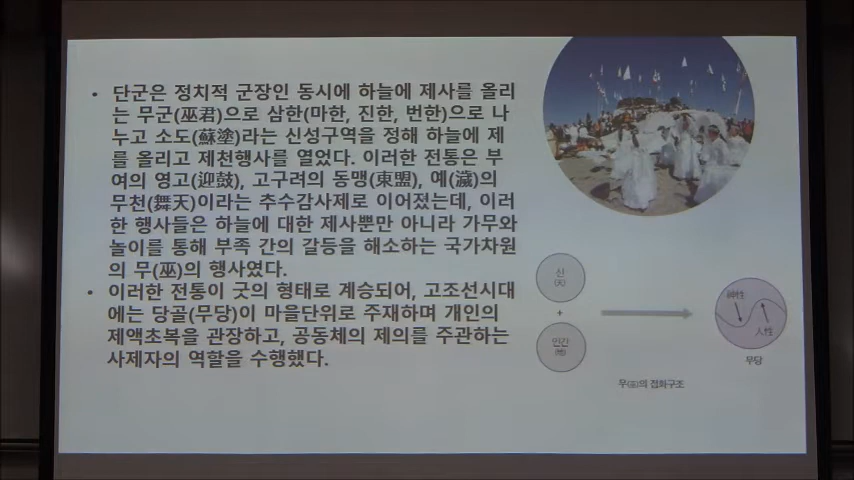 • 단군은 정치적 군장인 동시에 하늘에 제사를 올리
는 무군(巫君)으로 삼한(마한, 진한, 번한)으로 나
누고 소도(蘇塗)라는 신성구역을 정해 하늘에 제
를 올리고 제천행사를 열었다. 이러한 전통은 부
여의 영고(迎鼓), 고구려의 동맹(東盟), 예(濊)의
무천(舞天)이라는 추수감사제로 이어졌는데, 이러
한 행사들은 하늘에 대한 제사뿐만 아니라 가무와
놀이를 통해 부족 간의 갈등을 해소하는 국가차원
의 무(巫)의 행사였다.
• 이러한 전통이 굿의 형태로 계승되어, 고조선시대
에는 당골(무당)이 마을단위로 주재하며 개인의
제액초복을 관장하고, 공동체의 제의를 주관하는
사제자의 역할을 수행했다.
신
(天)
+
인간
神性
人性
무당
무(巫)의 접화구조